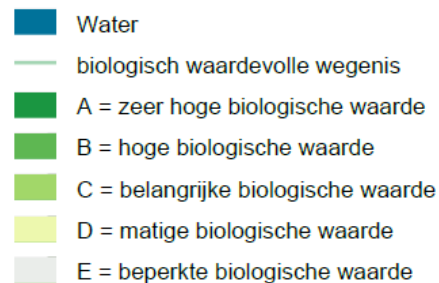 Water
biologisch waardevolle wegenis
A = zeer hoge biologische waarde
B = hoge biologische waarde
C = belangrijke biologische waarde
D = matige biologische waarde
E = beperkte biologische waarde